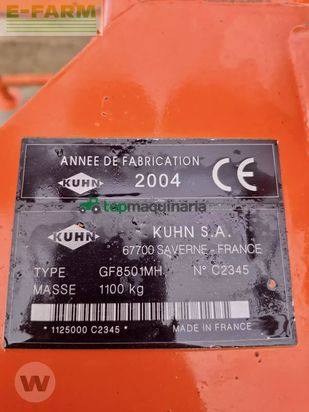 E-FARM
ANNEE DE FABRICATION
KUHN
2004 CE
topmaquinaria
KUHN
KUHN S.A.
67700 SAVERNE - FRANCE
TYPE GF8501MH N° C2345
MASSE 1100 kg
* 1125000 C2345 *
MADE IN FRANCE
W